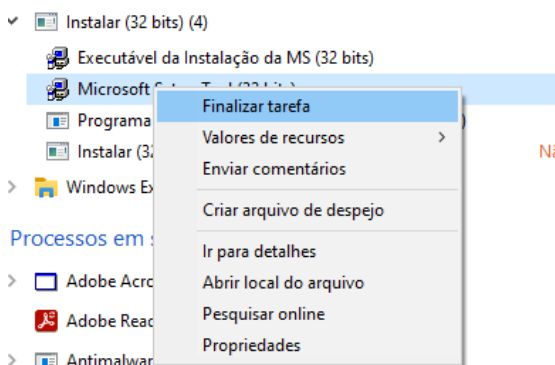 Instalar (32 bits) (4)
Executável da Instalação da MS (32 bits)
Microsoft
Finalizar tarefa
Programa
Valores de recursos
Instalar (32
Enviar comentários
Windows Ex
Criar arquivo de despejo
Processos em
Ir para detalhes
Adobe Acro
Abrir local do arquivo
Adobe Read
Pesquisar online
Propriedades
Antimalwar